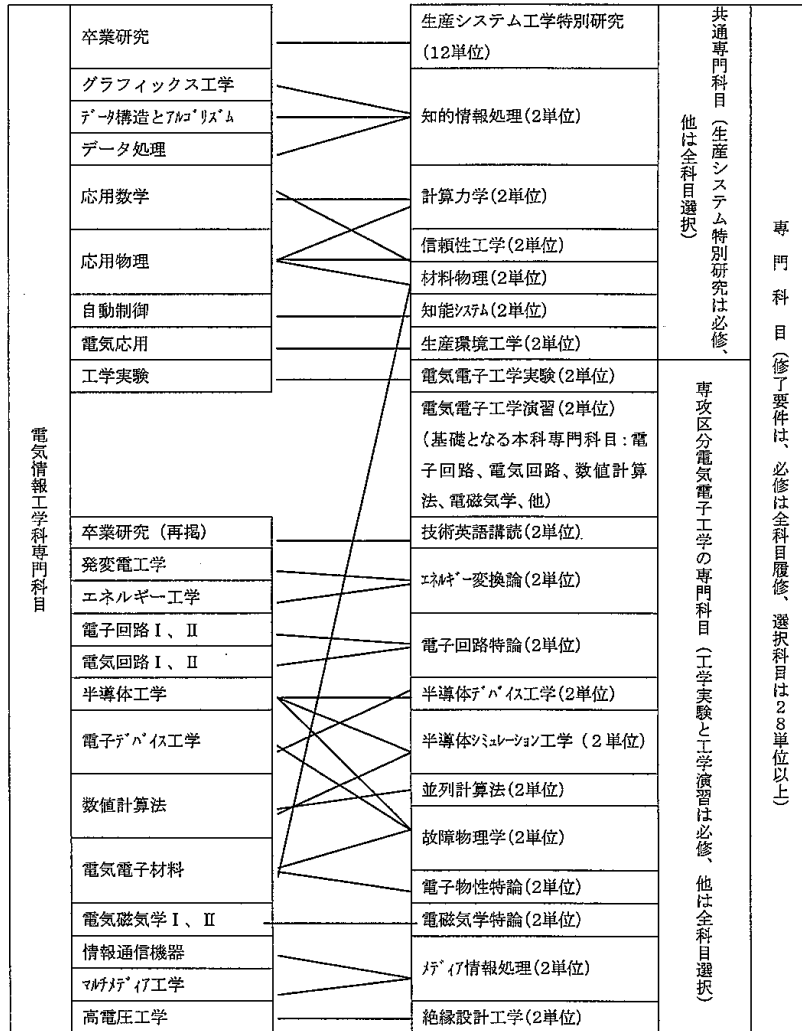 電気情報工学科専門科目
卒業研究
グラフィックス工学
データ構造とアルゴリズム
データ処理
応用数学
応用物理
自動制御
電気応用
工学実験
卒業研究（再掲）
発変電工学
エネルギー工学
電子回路Ⅰ、Ⅱ
電気回路Ⅰ、Ⅱ
半導体工学
電子デバイス工学
数値計算法
電気電子材料
電気磁気学Ⅰ、Ⅱ
情報通信機器
マルチメディア工学
高電圧工学
生産システム工学特別研究
(12単位)
知的情報処理(2単位)
計算力学(2単位)
信頼性工学(2単位)
材料物理(2単位)
知能システム(2単位)
生産環境工学(2単位)
電気電子工学実験(2単位)
電気電子工学演習(2単位)
(基礎となる本科専門科目:電
子回路、電気回路、数値計算
法、電磁気学、他)
技術英語講読(2単位)
エネルギー変換論(2単位)
電子回路特論(2単位)
半導体デバイス工学(2単位)
半導体シミュレーション工学（２単位）
並列計算法(2単位)
故障物理学(2単位)
電子物性特論(2単位)
電磁気学特論(2単位)
メディア情報処理(2単位)
絶縁設計工学(2単位)
共通専門科目（生産システム特別研究は必修、
他は全科目選択）
専攻区分電気電子工学の専門科目（工学実験と工学演習は必修、他は全科目選択）
専門科目（修了要件は、必修は全科目履修、選択科目は２８単位以上）